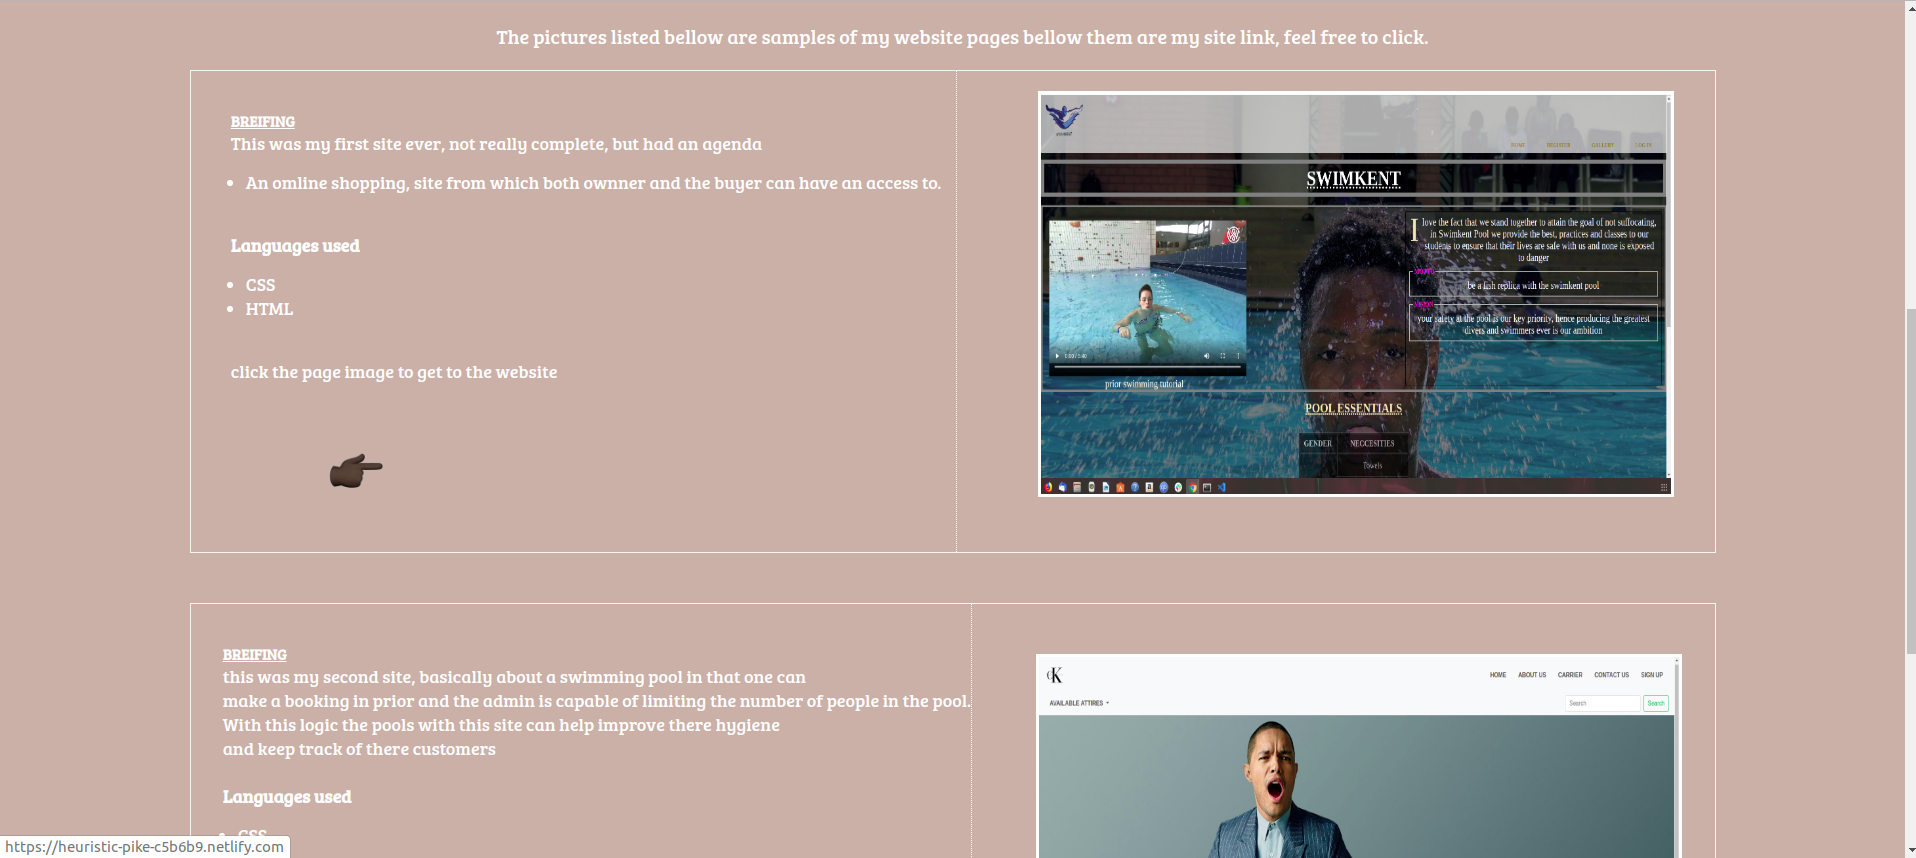 The pictures listed bellow are samples of my website pages bellow them are my site link, feel free to click.
BREIFING
This was my first site ever, not really complete, but had an agenda
An omline shopping, site from which both ownner and the buyer can have an access to.
Languages used
CSS
HTML
click the page image to get to the website
HOME REGISTER GALLERY LOG IN
SWIMKENT
I love the fact that we stand together to attain the goal of not suffocating,
in Swimkent Pool we provide the best, practices and classes to our
students to ensure that their lives are safe with us and none is exposed
to danger
be a fish replica with the swimkent pool
your safety at the pool is our key priority, hence producing the greatest
divers and swimmers ever is our ambition
prior swimming tutorial
POOL ESSENTIALS
GENDER NECCESITIES
Towels
BREIFING
this was my second site, basically about a swimming pool in that one can
make a booking in prior and the admin is capable of limiting the number of people in the pool.
With this logic the pools with this site can help improve there hygiene
and keep track of there customers
Languages used
CSS
HOME ABOUT US CARRIER CONTACT US SIGN UP
AVAILABLE ATTIRES
Search Search
https://heuristic-pike-c5b6b9.netlify.com